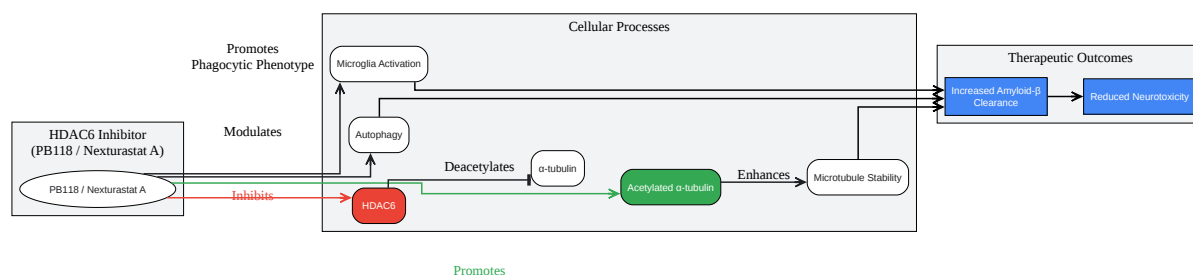 Cellular Processes
Promotes
Phagocytic Phenotype
Microglia Activation
Therapeutic Outcomes
Increased Amyloid-β
Clearance
Reduced Neurotoxicity
HDAC6 Inhibitor
(PB118 / Nexturastat A)
Modulates
Autophagy
Deacetylates
α-tubulin
PB118 / Nexturastat A
Inhibits
HDAC6
Acetylated α-tubulin
Enhances
Microtubule Stability
Promotes